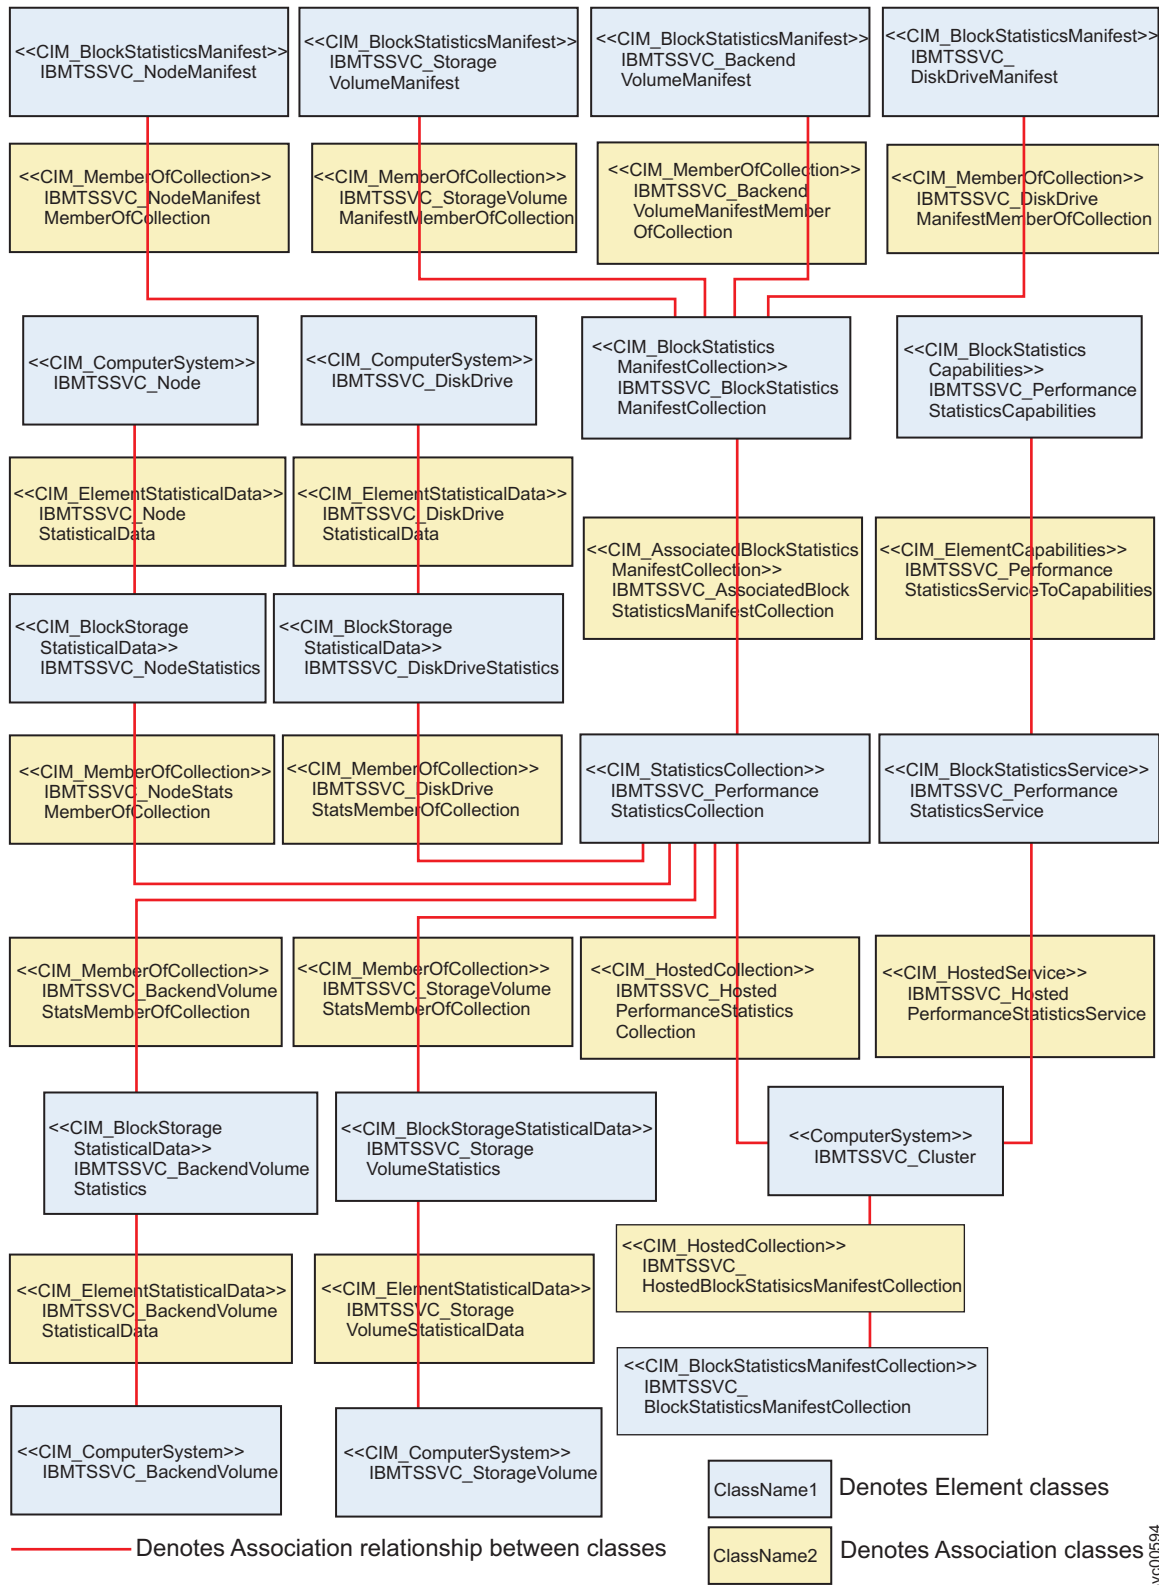 <<CIM_BlockStatisticsManifest>>
IBMTSSVC_NodeManifest
<<CIM_BlockStatisticsManifest>>
IBMTSSVC_Storage
VolumeManifest
<<CIM_BlockStatisticsManifest>>
IBMTSSVC_Backend
VolumeManifest
<<CIM_BlockStatisticsManifest>>
IBMTSSVC_
DiskDriveManifest
<<CIM_MemberOfCollection>>
IBMTSSVC_NodeManifest
MemberOfCollection
<<CIM_MemberOfCollection>>
IBMTSSVC_StorageVolume
ManifestMemberOfCollection
<<CIM_MemberOfCollection>>
IBMTSSVC_Backend
VolumeManifestMember
OfCollection
<<CIM_MemberOfCollection>>
IBMTSSVC_DiskDrive
ManifestMemberOfCollection
<<CIM_ComputerSystem>>
IBMTSSVC_Node
<<CIM_ComputerSystem>>
IBMTSSVC_DiskDrive
<<CIM_BlockStatistics
ManifestCollection>>
IBMTSSVC_BlockStatistics
ManifestCollection
<<CIM_BlockStatistics
Capabilities>>
IBMTSSVC_Performance
StatisticsCapabilities
<<CIM_ElementStatisticalData>>
IBMTSSVC_Node
StatisticalData
<<CIM_ElementStatisticalData>>
IBMTSSVC_DiskDrive
StatisticalData
<<CIM_AssociatedBlockStatistics
ManifestCollection>>
IBMTSSVC_AssociatedBlock
StatisticsManifestCollection
<<CIM_ElementCapabilities>>
IBMTSSVC_Performance
StatisticsServiceToCapabilities
<<CIM_BlockStorage
StatisticalData>>
IBMTSSVC_NodeStatistics
<<CIM_BlockStorage
StatisticalData>>
IBMTSSVC_DiskDriveStatistics
<<CIM_MemberOfCollection>>
IBMTSSVC_NodeStats
MemberOfCollection
<<CIM_MemberOfCollection>>
IBMTSSVC_DiskDrive
StatsMemberOfCollection
<<CIM_StatisticsCollection>>
IBMTSSVC_Performance
StatisticsCollection
<<CIM_BlockStatisticsService>>
IBMTSSVC_Performance
StatisticsService
<<CIM_MemberOfCollection>>
IBMTSSVC_BackendVolume
StatsMemberOfCollection
<<CIM_MemberOfCollection>>
IBMTSSVC_StorageVolume
StatsMemberOfCollection
<<CIM_HostedCollection>>
IBMTSSVC_Hosted
PerformanceStatistics
Collection
<<CIM_HostedService>>
IBMTSSVC_Hosted
PerformanceStatisticsService
<<CIM_BlockStorage
StatisticalData>>
IBMTSSVC_BackendVolume
Statistics
<<CIM_BlockStorageStatisticalData>>
IBMTSSVC_Storage
VolumeStatistics
<<ComputerSystem>>
IBMTSSVC_Cluster
<<CIM_ElementStatisticalData>>
IBMTSSVC_BackendVolume
StatisticalData
<<CIM_ElementStatisticalData>>
IBMTSSVC_Storage
VolumeStatisticalData
<<CIM_HostedCollection>>
IBMTSSVC_
HostedBlockStatisicsManifestCollection
<<CIM_BlockStatisticsManifestCollection>>
IBMTSSVC_
BlockStatisticsManifestCollection
<<CIM_ComputerSystem>>
IBMTSSVC_BackendVolume
<<CIM_ComputerSystem>>
IBMTSSVC_StorageVolume
ClassName1
Denotes Element classes
Denotes Association relationship between classes
ClassName2
Denotes Association classes
vc00594